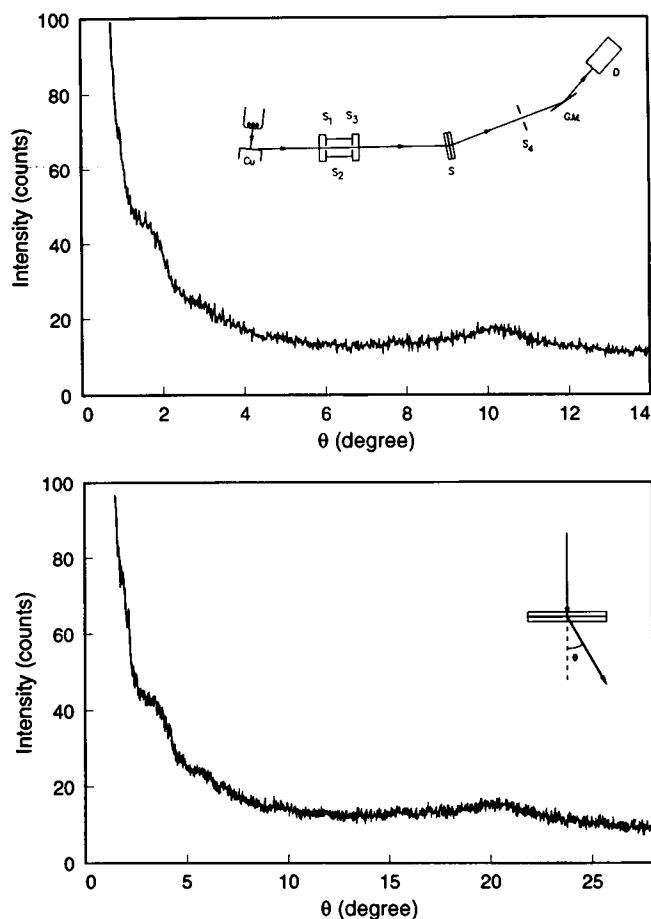 100
80
60
40
20
0
Intensity (counts)
0 2 4 6 8 10 12 14
θ (degree)
Cu
S₁ S₃
S₂
S
S₄
G.M.
D
100
80
60
40
20
0
Intensity (counts)
0 5 10 15 20 25
θ (degree)
θ